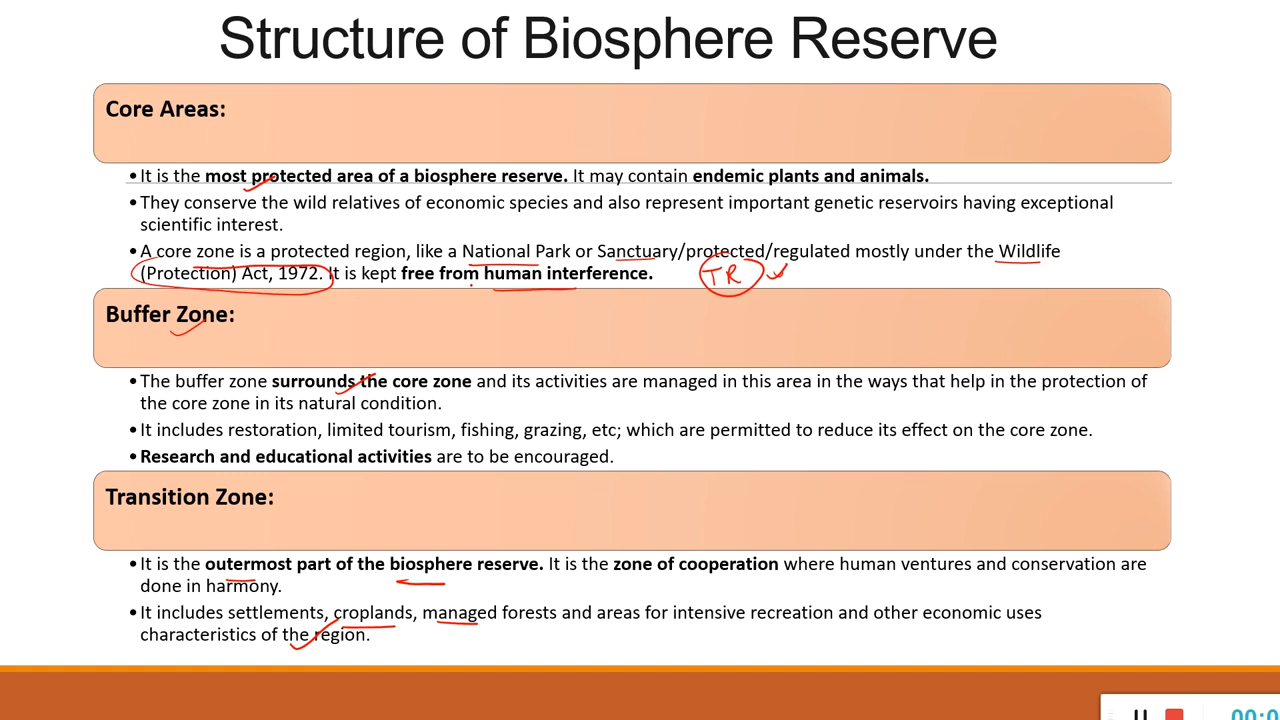 Structure of Biosphere Reserve
Core Areas:
•It is the most protected area of a biosphere reserve. It may contain endemic plants and animals.
•They conserve the wild relatives of economic species and also represent important genetic reservoirs having exceptional
scientific interest.
•A core zone is a protected region, like a National Park or Sanctuary/protected/regulated mostly under the Wildlife
(Protection) Act, 1972. It is kept free from human interference.
TR
Buffer Zone:
•The buffer zone surrounds the core zone and its activities are managed in this area in the ways that help in the protection of
the core zone in its natural condition.
•It includes restoration, limited tourism, fishing, grazing, etc; which are permitted to reduce its effect on the core zone.
•Research and educational activities are to be encouraged.
Transition Zone:
•It is the outermost part of the biosphere reserve. It is the zone of cooperation where human ventures and conservation are
done in harmony.
•It includes settlements, croplands, managed forests and areas for intensive recreation and other economic uses
characteristics of the region.